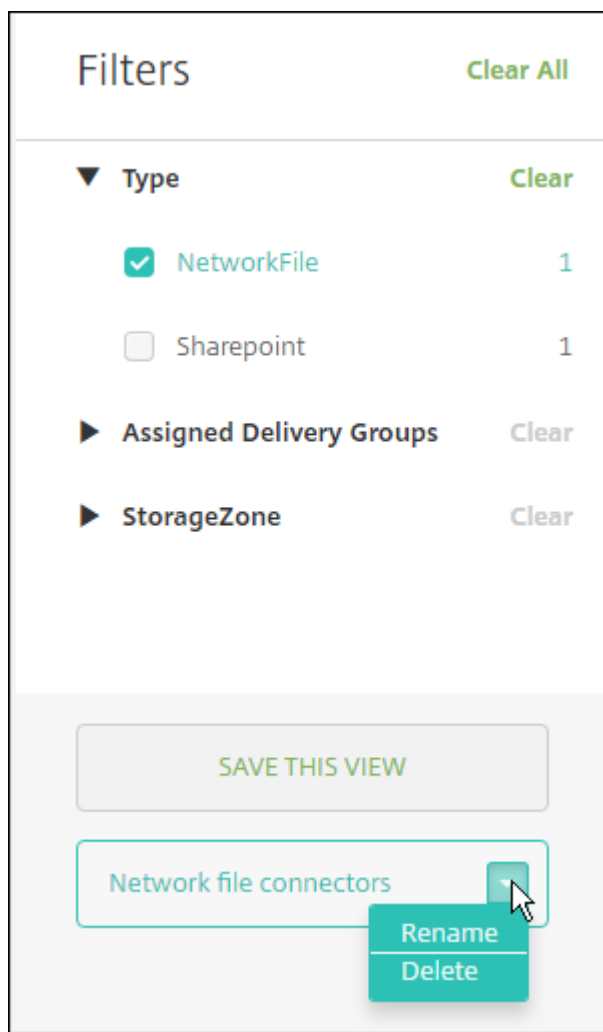 Filters Clear All
Type Clear
NetworkFile 1
Sharepoint 1
Assigned Delivery Groups Clear
StorageZone Clear
SAVE THIS VIEW
Network file connectors
Rename
Delete